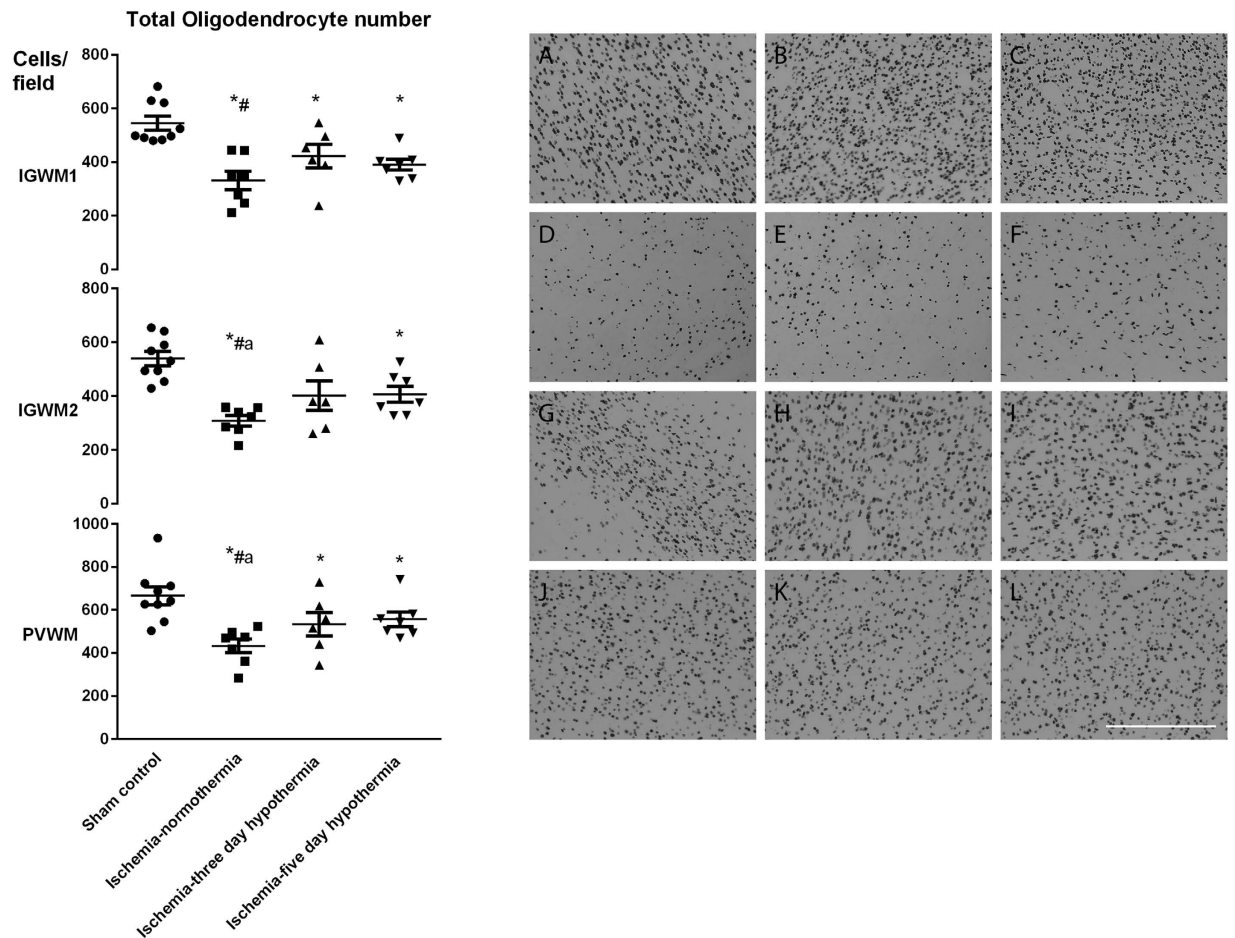 Total Oligodendrocyte number
Cells/
field
800
600
400
200
0
IGWM1
*#
*
*
800
600
400
200
0
IGWM2
*#a
*
1000
800
600
400
200
0
PVWM
*#a
*
*
Sham control
Ischemia-normothermia
Ischemia-three day hypothermia
Ischemia-five day hypothermia
A
B
C
D
E
F
G
H
I
J
K
L